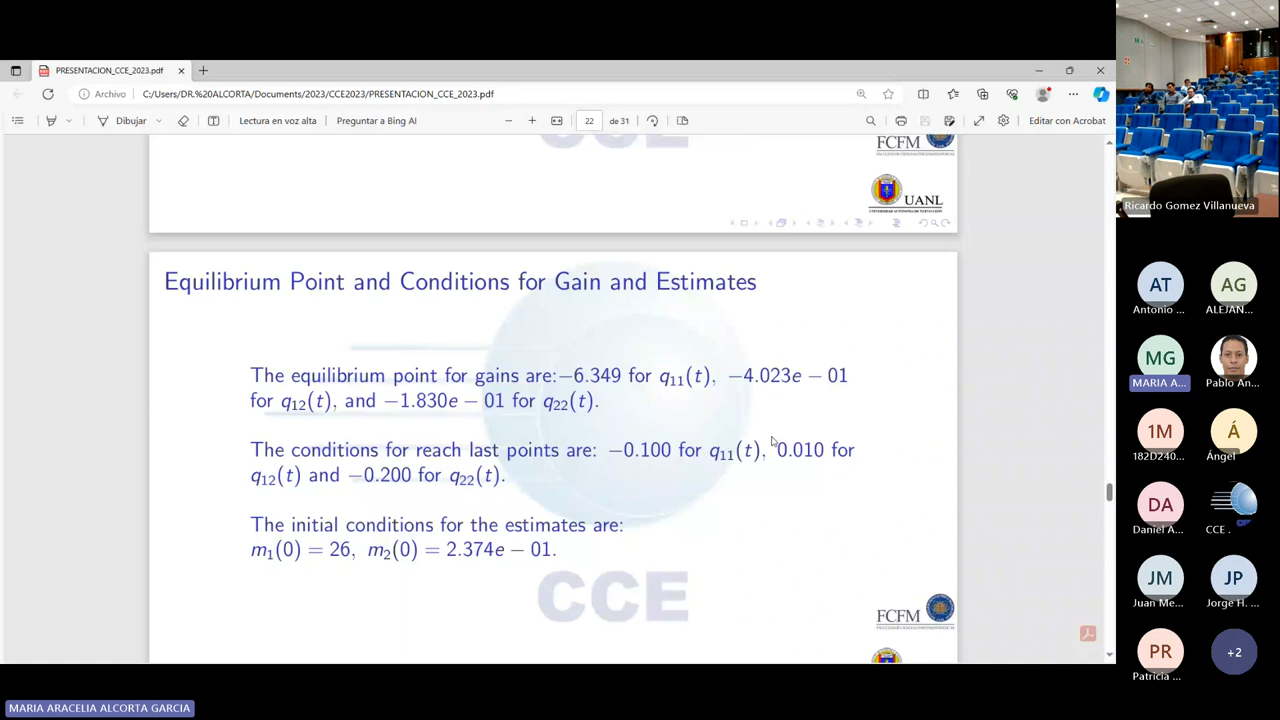 PRESENTACION_CCE_2023.pdf
Archivo
C:/Users/DR.%20ALCORTA/Documents/2023/CCE2023/PRESENTACION_CCE_2023.pdf
Dibujar
Lectura en voz alta
Preguntar a Bing AI
22 de 31
Editar con Acrobat
CCE
FCFM
UANL
Equilibrium Point and Conditions for Gain and Estimates
The equilibrium point for gains are:−6.349 for q11(t), −4.023e − 01
for q12(t), and −1.830e − 01 for q22(t).
The conditions for reach last points are: −0.100 for q11(t), 0.010 for
q12(t) and −0.200 for q22(t).
The initial conditions for the estimates are:
m1(0) = 26, m2(0) = 2.374e − 01.
CCE
FCFM
MARIA ARACELIA ALCORTA GARCIA
Ricardo Gomez Villanueva
AT AG
Antonio ... ALEJAN...
MG
MARIA A... Pablo An...
1M Á
182D240... Ángel
DA
Daniel A... CCE .
JM JP
Juan Me... Jorge H. ...
PR +2
Patricia ...